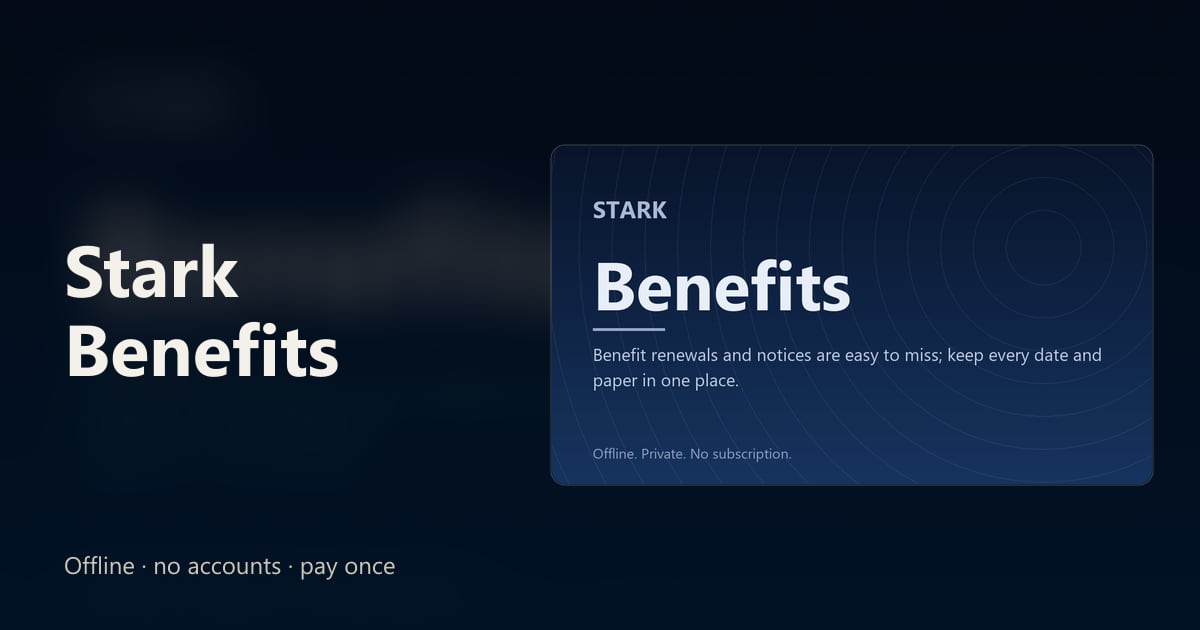 Stark
Benefits
Offline · no accounts · pay once
STARK
Benefits
Benefit renewals and notices are easy to miss; keep every date and
paper in one place.
Offline. Private. No subscription.